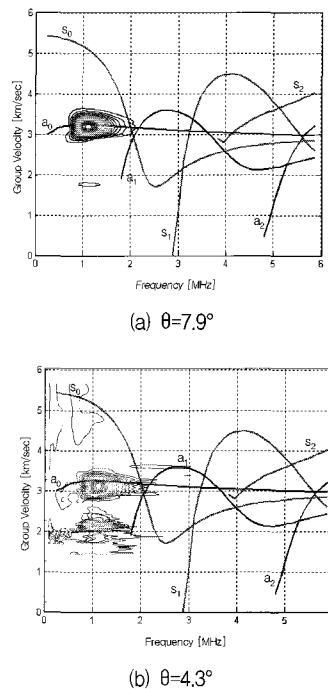 6
5
4
3
2
1
0
Group Velocity [km/sec]
s0
a0
a1
s1
s2
a2
0 1 2 3 4 5 6
Frequency [MHz]
(a) θ=7.9°
6
5
4
3
2
1
0
Group Velocity [km/sec]
s0
a0
a1
s1
s2
a2
0 1 2 3 4 5
Frequency [MHz]
(b) θ=4.3°